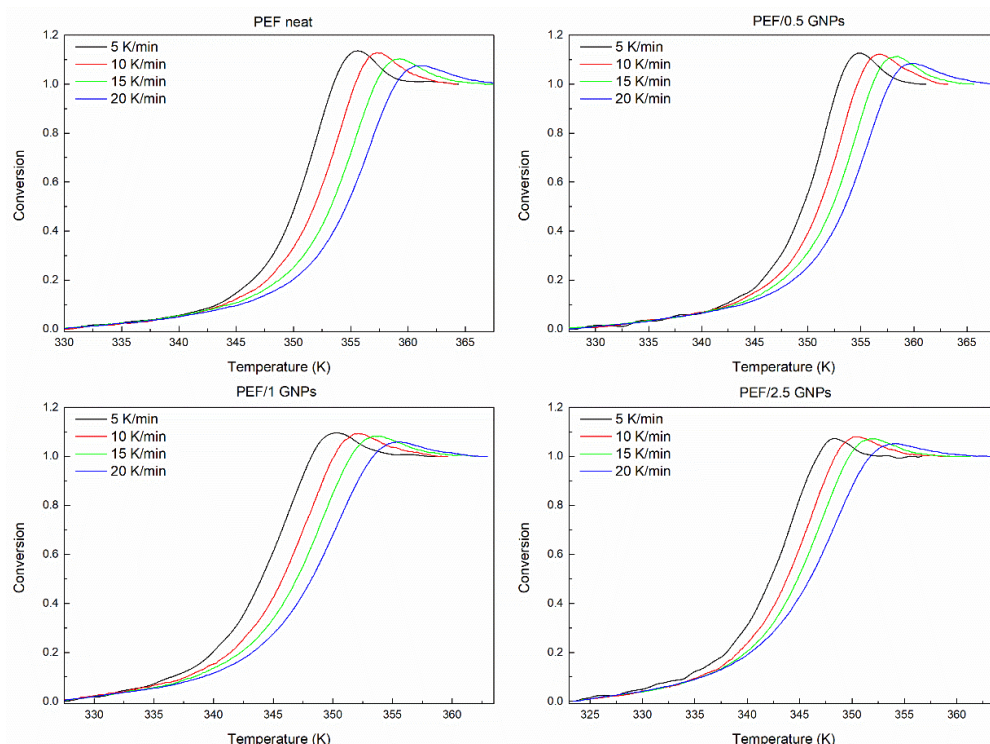 PEF neat
5 K/min
10 K/min
15 K/min
20 K/min
1.2
1.0
0.8
0.6
0.4
0.2
0.0
Conversion
330 335 340 345 350 355 360 365
Temperature (K)
PEF/0.5 GNPs
5 K/min
10 K/min
15 K/min
20 K/min
1.2
1.0
0.8
0.6
0.4
0.2
0.0
Conversion
330 335 340 345 350 355 360 365
Temperature (K)
PEF/1 GNPs
5 K/min
10 K/min
15 K/min
20 K/min
1.2
1.0
0.8
0.6
0.4
0.2
0.0
Conversion
330 335 340 345 350 355 360
Temperature (K)
PEF/2.5 GNPs
5 K/min
10 K/min
15 K/min
20 K/min
1.2
1.0
0.8
0.6
0.4
0.2
0.0
Conversion
325 330 335 340 345 350 355 360
Temperature (K)